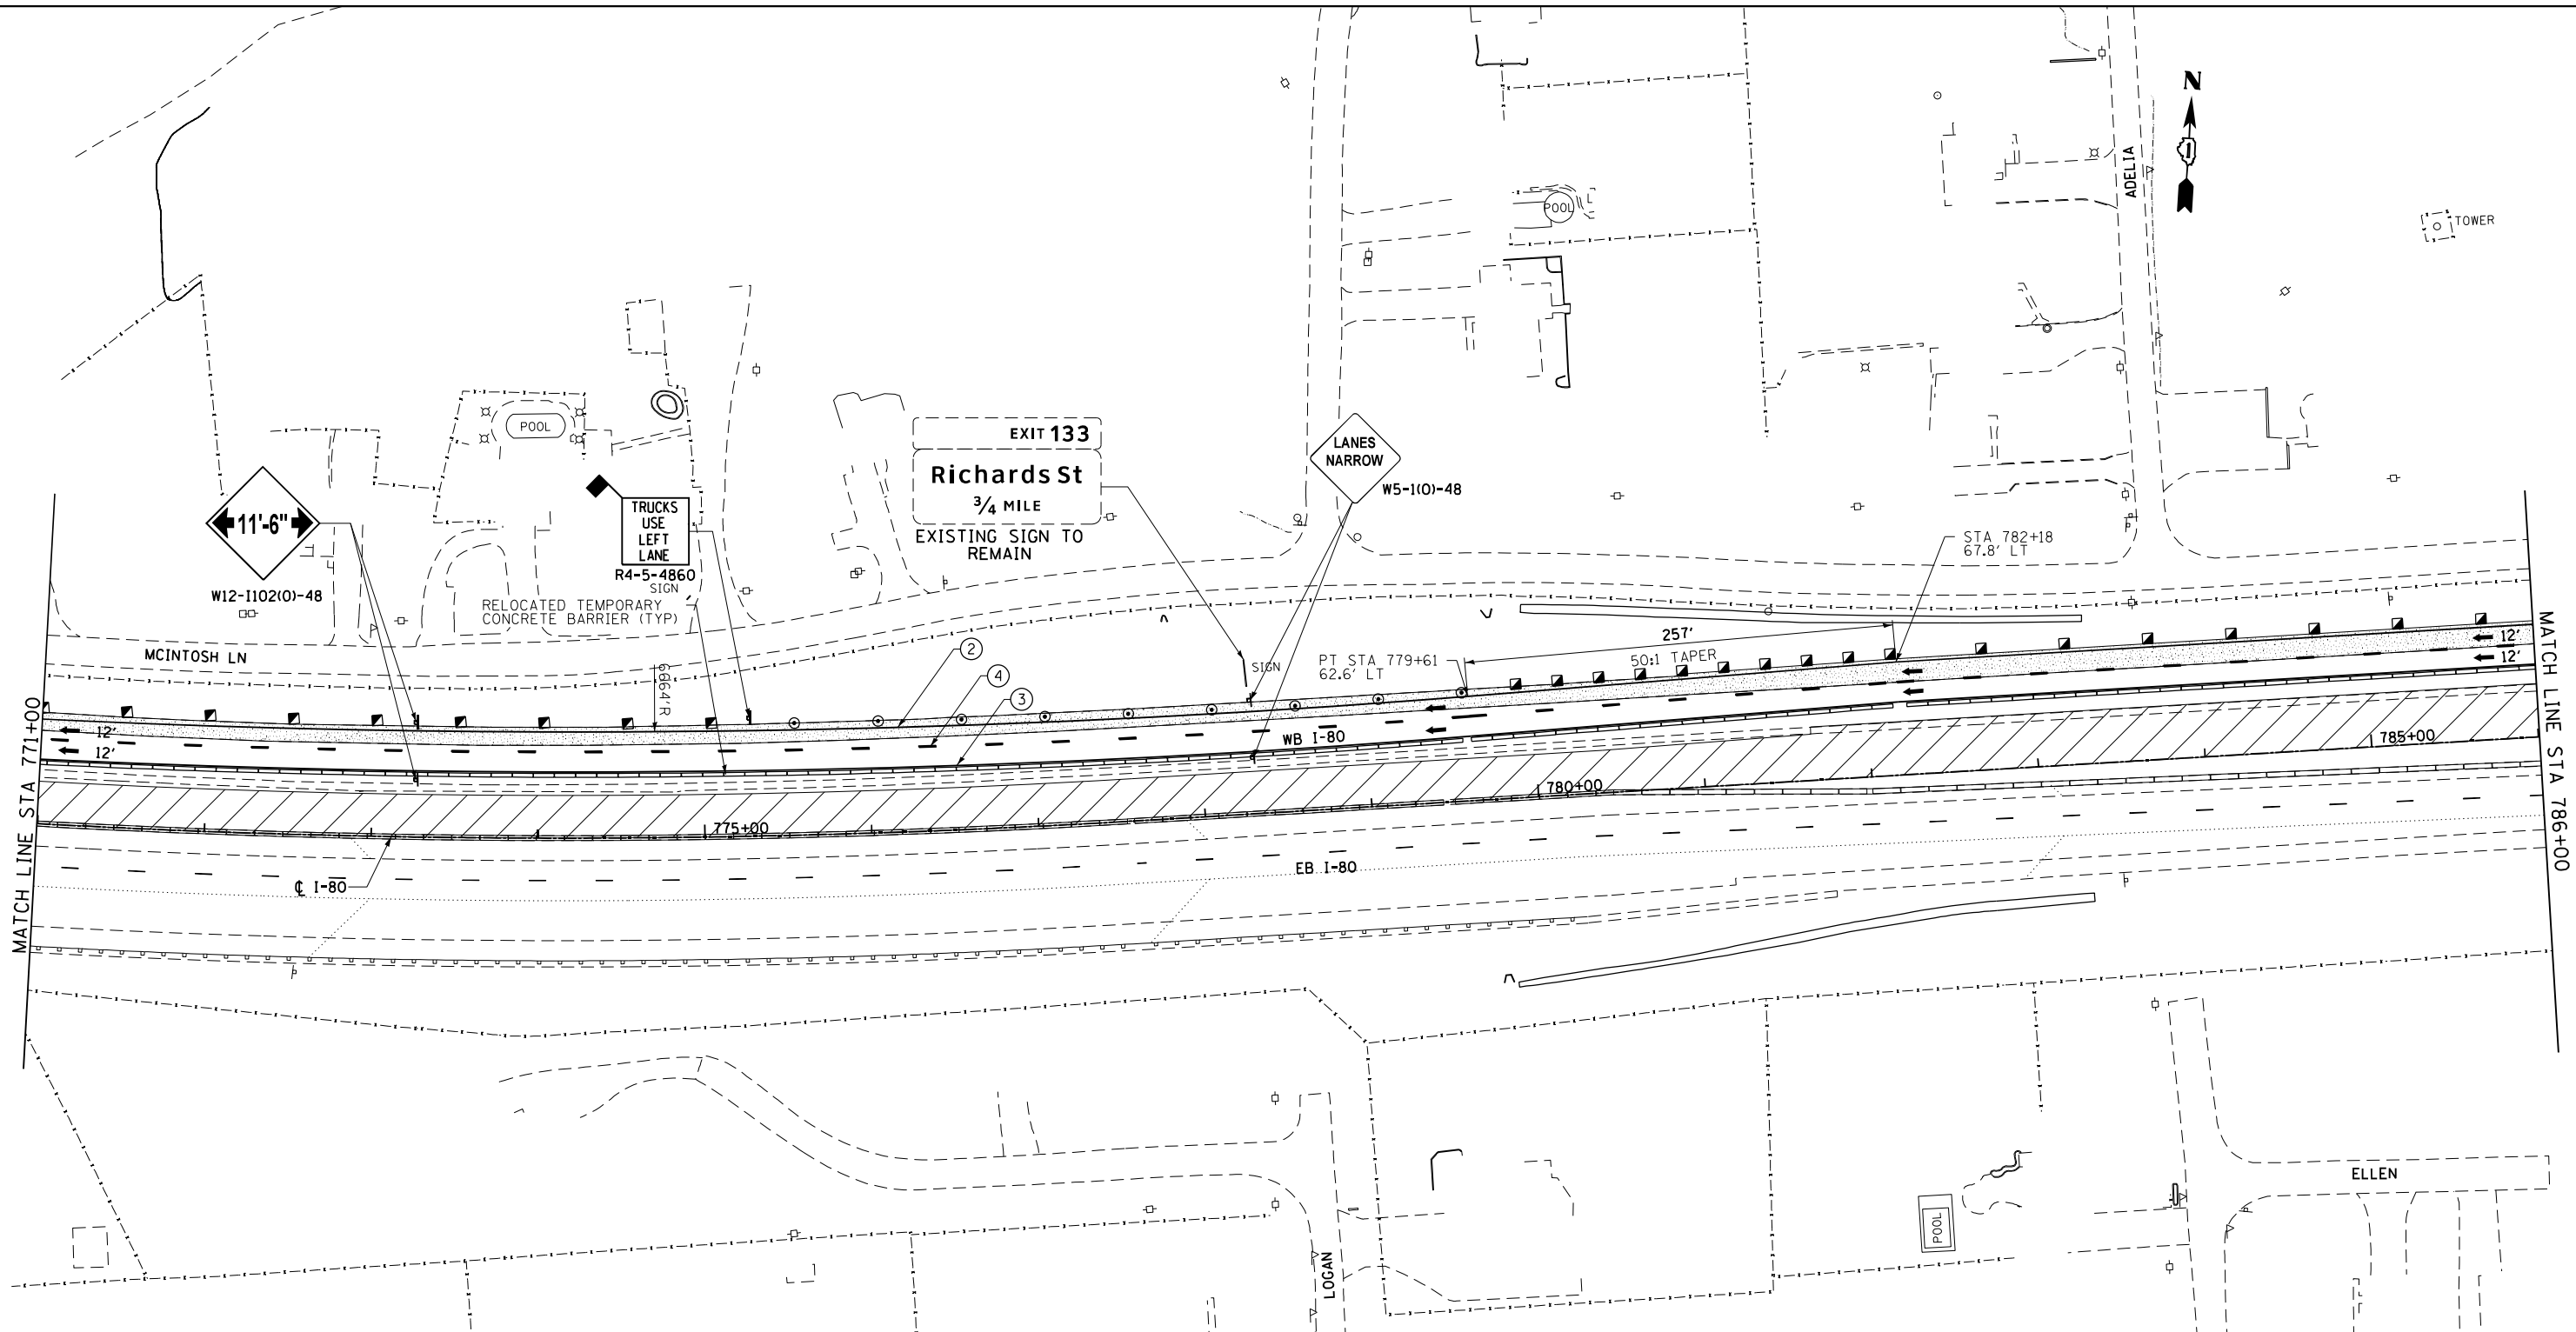 N
ADELIA
TOWER
POOL
EXIT 133
Richards St
3/4 MILE
EXISTING SIGN TO
REMAIN
LANES
NARROW
W5-1(O)-48
POOL
11'-6"
W12-I102(O)-48
TRUCKS
USE
LEFT
LANE
R4-5-4860
SIGN
RELOCATED TEMPORARY
CONCRETE BARRIER (TYP)
STA 782+18
67.8' LT
257'
50:1 TAPER
PT STA 779+61
62.6' LT
SIGN
MCINTOSH LN
6664'R
2
4
3
12'
12'
12'
12'
WB I-80
785+00
780+00
775+00
EB I-80
℄ I-80
MATCH LINE STA 771+00
MATCH LINE STA 786+00
ELLEN
POOL
LOGAN